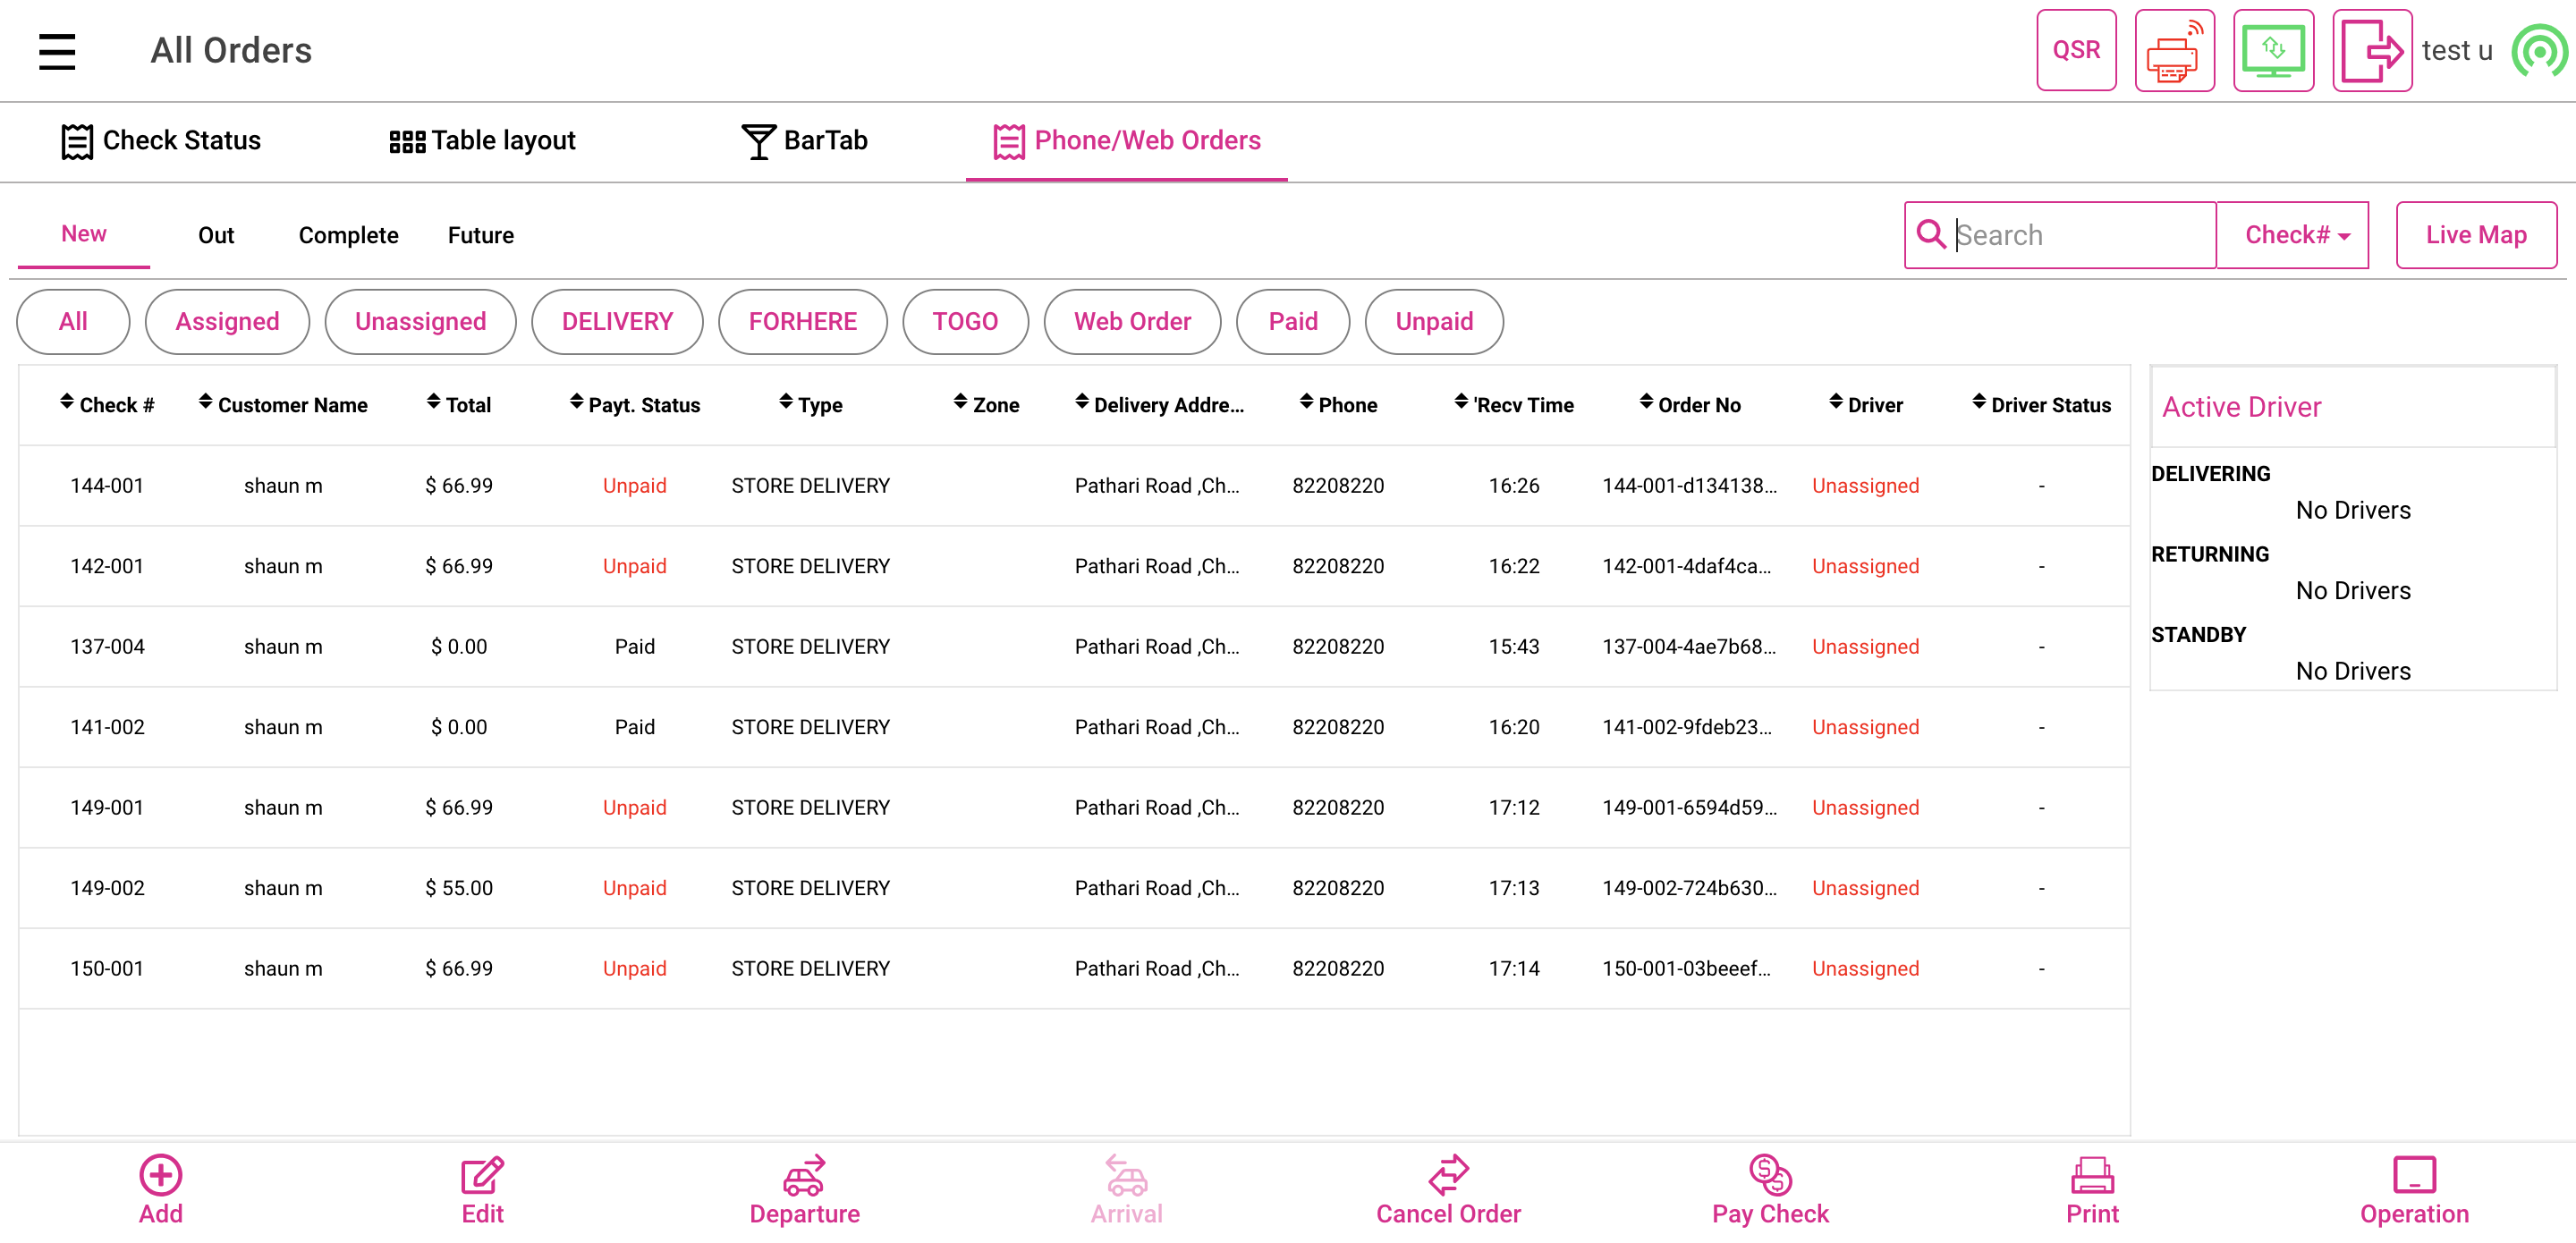 All Orders
QSR
test u
Check Status
Table layout
BarTab
Phone/Web Orders
New
Out
Complete
Future
Search
Check#
Live Map
All
Assigned
Unassigned
DELIVERY
FORHERE
TOGO
Web Order
Paid
Unpaid
Check # Customer Name Total Payt. Status Type Zone Delivery Addre... Phone 'Recv Time Order No Driver Driver Status
144-001 shaun m $ 66.99 Unpaid STORE DELIVERY Pathari Road ,Ch... 82208220 16:26 144-001-d134138... Unassigned -
142-001 shaun m $ 66.99 Unpaid STORE DELIVERY Pathari Road ,Ch... 82208220 16:22 142-001-4daf4ca... Unassigned -
137-004 shaun m $ 0.00 Paid STORE DELIVERY Pathari Road ,Ch... 82208220 15:43 137-004-4ae7b68... Unassigned -
141-002 shaun m $ 0.00 Paid STORE DELIVERY Pathari Road ,Ch... 82208220 16:20 141-002-9fdeb23... Unassigned -
149-001 shaun m $ 66.99 Unpaid STORE DELIVERY Pathari Road ,Ch... 82208220 17:12 149-001-6594d59... Unassigned -
149-002 shaun m $ 55.00 Unpaid STORE DELIVERY Pathari Road ,Ch... 82208220 17:13 149-002-724b630... Unassigned -
150-001 shaun m $ 66.99 Unpaid STORE DELIVERY Pathari Road ,Ch... 82208220 17:14 150-001-03beeef... Unassigned -
Active Driver
DELIVERING
No Drivers
RETURNING
No Drivers
STANDBY
No Drivers
Add
Edit
Departure
Arrival
Cancel Order
Pay Check
Print
Operation